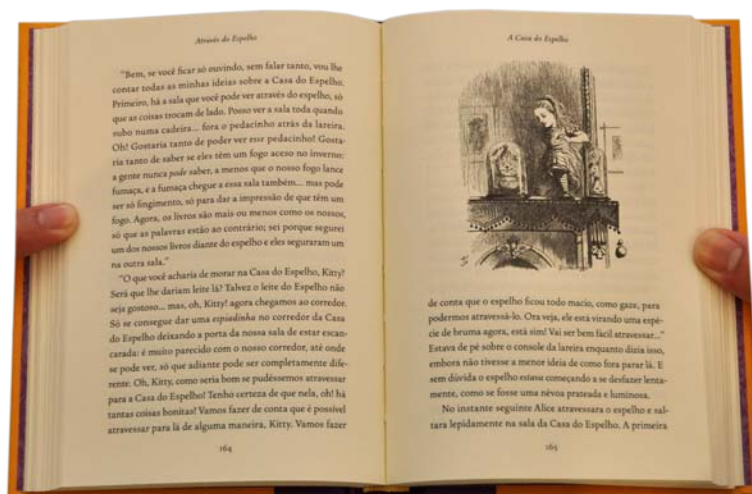 Através do Espelho
"Bem, se você ficar só ouvindo, sem falar tanto, vou lhe
contar todas as minhas ideias sobre a Casa do Espelho.
Primeiro, há a sala que você pode ver através do espelho, só
que as coisas trocam de lado. Posso ver a sala toda quando
subo numa cadeira... fora o pedacinho atrás da lareira.
Oh! Gostaria tanto de poder ver esse pedacinho! Gosta-
ria tanto de saber se eles têm um fogo aceso no inverno:
a gente nunca pode saber, a menos que o nosso fogo lance
fumaça, e a fumaça chegue a essa sala também... mas pode
ser só fingimento, só para dar a impressão de que têm um
fogo. Agora, os livros são mais ou menos como os nossos,
só que as palavras estão ao contrário; sei porque segurei
um dos nossos livros diante do espelho e eles seguraram um
na outra sala."
"O que você acharia de morar na Casa do Espelho, Kitty?
Será que lhe dariam leite lá? Talvez o leite do Espelho não
seja gostoso... mas, oh, Kitty! agora chegamos ao corredor.
Só se consegue dar uma espiadinha no corredor da Casa
do Espelho deixando a porta da nossa sala de estar escan-
carada: é muito parecido com o nosso corredor, até onde
se pode ver, só que adiante pode ser completamente dife-
rente. Oh, Kitty, como seria bom se pudéssemos atravessar
para a Casa do Espelho! Tenho certeza de que nela, oh! há
tantas coisas bonitas! Vamos fazer de conta que é possível
atravessar para lá de alguma maneira, Kitty. Vamos fazer
164
A Casa do Espelho
de conta que o espelho ficou todo macio, como gaze, para
podermos atravessá-lo. Ora veja, ele está virando uma espé-
cie de bruma agora, está sim! Vai ser bem fácil atravessar..."
Estava de pé sobre o console da lareira enquanto dizia isso,
embora não tivesse a menor ideia de como fora parar lá. E
sem dúvida o espelho estava começando a se desfazer lenta-
mente, como se fosse uma névoa prateada e luminosa.
No instante seguinte Alice atravessara o espelho e sal-
tara lepidamente na sala da Casa do Espelho. A primeira
165